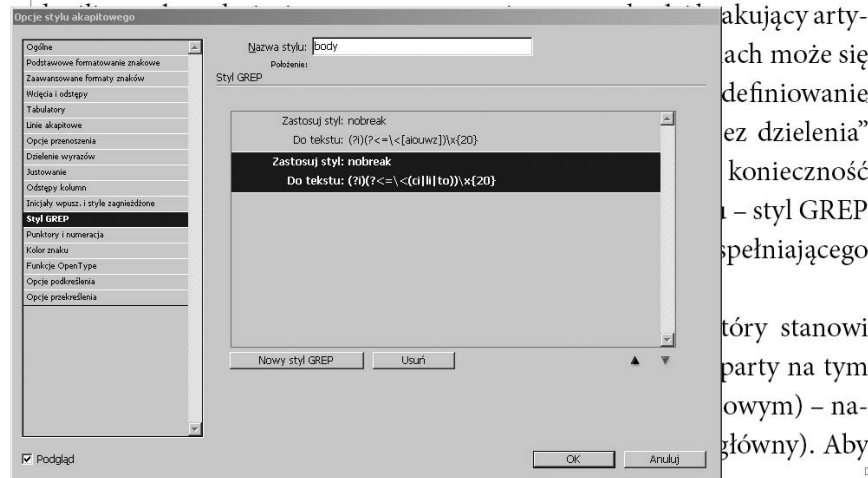 Opcje stylu akapitowego
Ogólne
Podstawowe formatowanie znakowe
Zaawansowane formaty znaków
Wcięcia i odstępy
Tabulatory
Linie akapitowe
Opcje przenoszenia
Dzielenie wyrazów
Justowanie
Odstępy kolumn
Inicjały wpusz. i style zagnieżdżone
Styl GREP
Punktory i numeracja
Kolor znaku
Funkcje OpenType
Opcje podkreślenia
Opcje przekreślenia
Podgląd
Nazwa stylu: body
Położenie:
Styl GREP
Zastosuj styl: nobreak
Do tekstu: (?i)(?<=\<[aiouwz])\x{20}
Zastosuj styl: nobreak
Do tekstu: (?i)(?<=\<(ci|li|to))\x{20}
Nowy styl GREP
Usuń
OK
Anuluj
akujący arty-
ach może się
definiowanie
ez dzielenia”
konieczność
– styl GREP
spełniającego
tóry stanowi
party na tym
owym) – na-
główny). Aby